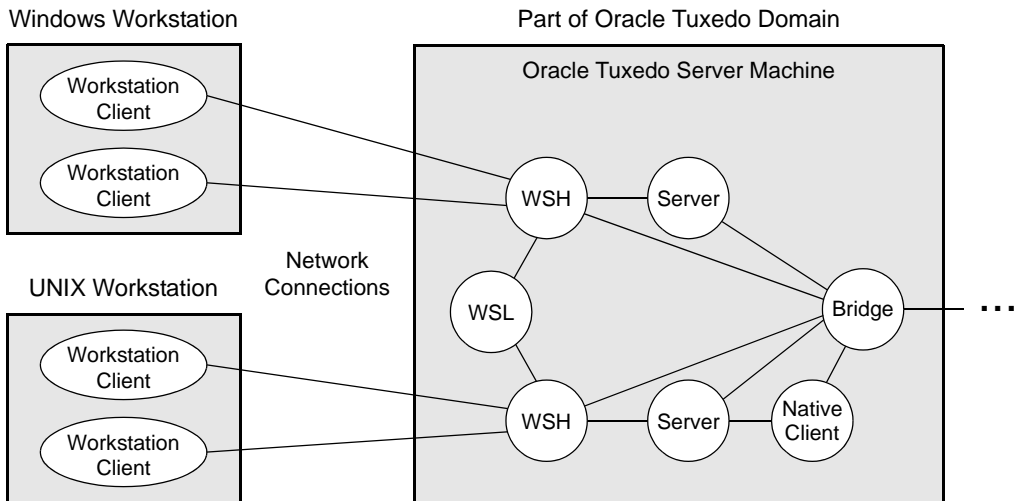 Windows Workstation
Part of Oracle Tuxedo Domain
Oracle Tuxedo Server Machine
Workstation
Client
Workstation
Client
WSH
Server
Network
Connections
UNIX Workstation
WSL
Bridge
...
Workstation
Client
Workstation
Client
WSH
Server
Native
Client